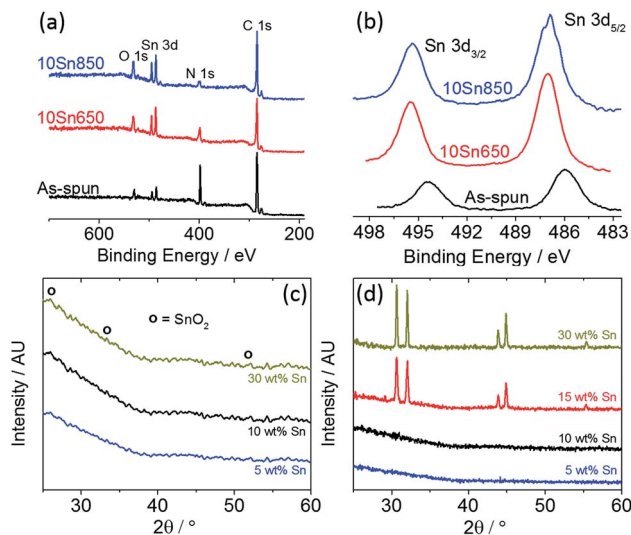 (a)
C 1s
Sn 3d
O 1s
N 1s
10Sn850
10Sn650
As-spun
600 400 200
Binding Energy / eV
(b)
Sn 3d5/2
Sn 3d3/2
10Sn850
10Sn650
As-spun
498 495 492 489 486 483
Binding Energy / eV
(c)
o
o = SnO2
o
o
30 wt% Sn
10 wt% Sn
5 wt% Sn
Intensity / AU
30 40 50 60
2θ / °
(d)
30 wt% Sn
15 wt% Sn
10 wt% Sn
5 wt% Sn
Intensity / AU
30 40 50 60
2θ / °